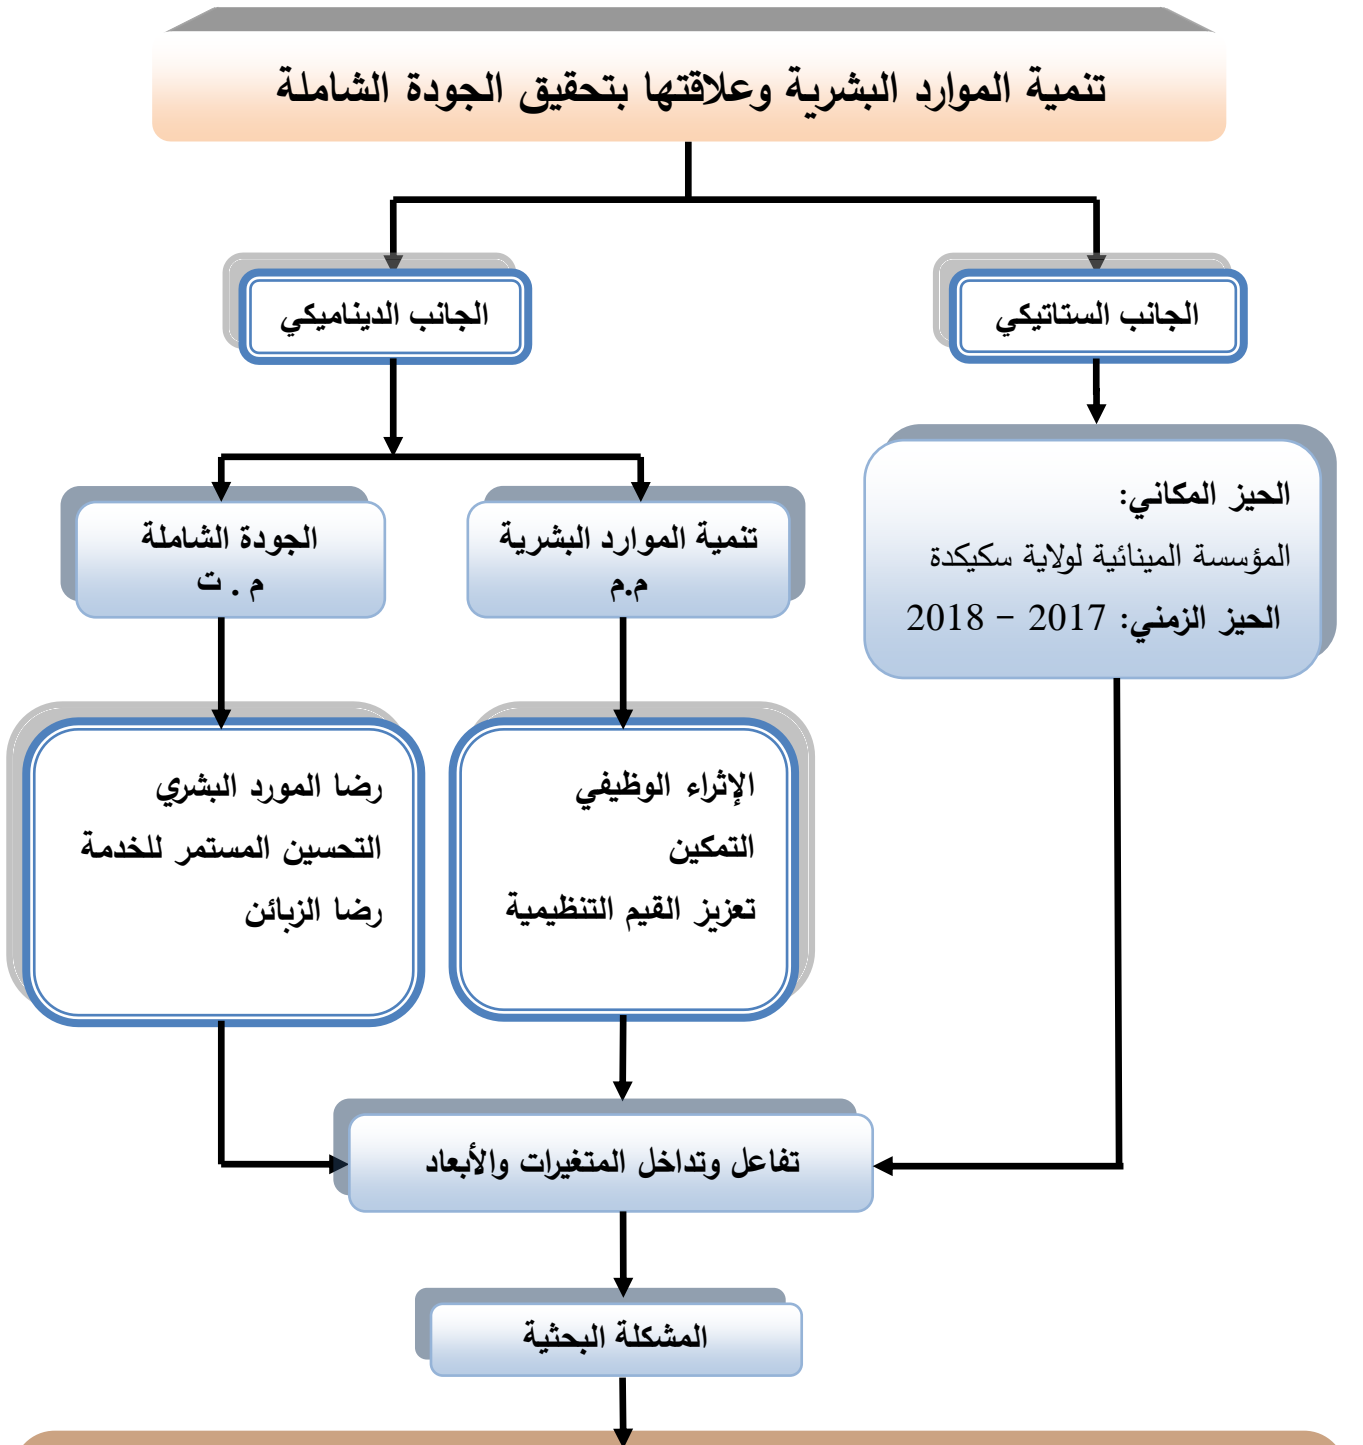 تنمية الموارد البشرية وعلاقتها بتحقيق الجودة الشاملة
الجانب الستاتيكي
الجانب الديناميكي
الحيز المكاني:
المؤسسة المينائية لولاية سكيكدة
الحيز الزمني: 2017 – 2018
تنمية الموارد البشرية
م.م
الجودة الشاملة
م . ت
الإثراء الوظيفي
التمكين
تعزيز القيم التنظيمية
رضا المورد البشري
التحسين المستمر للخدمة
رضا الزبائن
تفاعل وتداخل المتغيرات والأبعاد
المشكلة البحثية